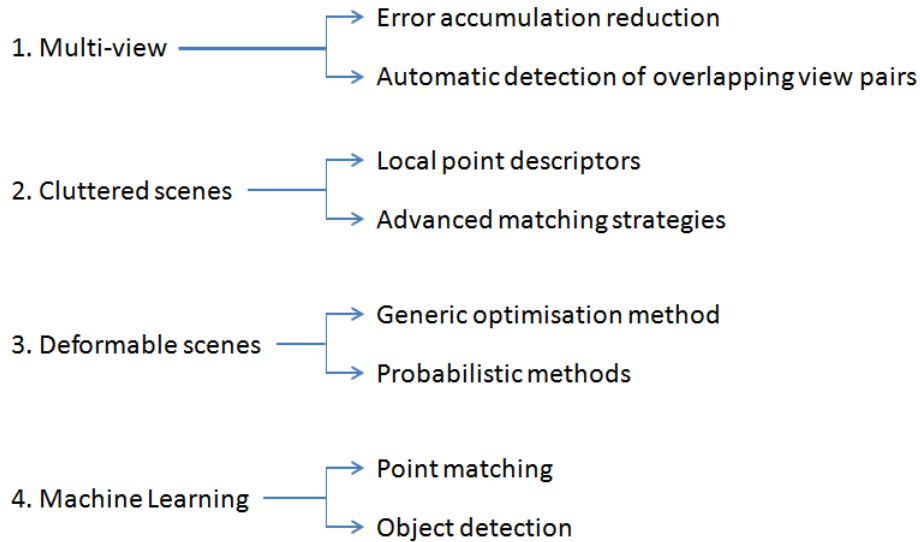 Error accumulation reduction
1. Multi-view
Automatic detection of overlapping view pairs
Local point descriptors
2. Cluttered scenes
Advanced matching strategies
Generic optimisation method
3. Deformable scenes
Probabilistic methods
Point matching
4. Machine Learning
Object detection